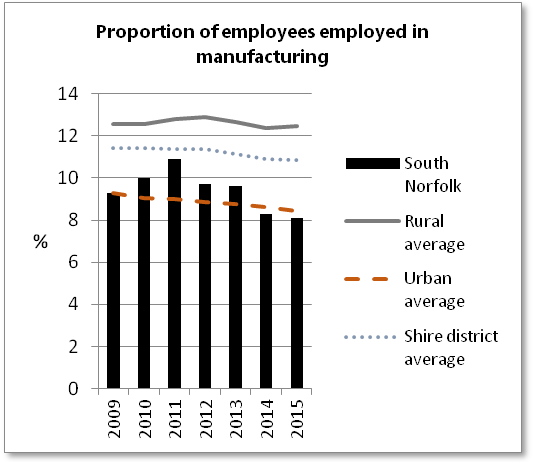 Proportion of employees employed in
manufacturing
14
12
10
8
6
4
2
0
%
2009
2010
2011
2012
2013
2014
2015
South
Norfolk
Rural
average
Urban
average
Shire district
average